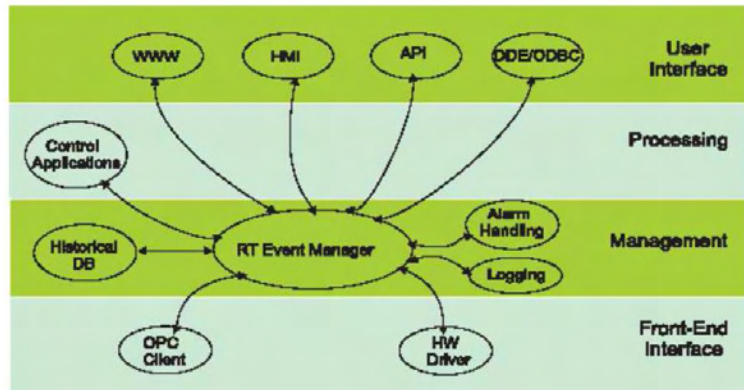 WWW
HMI
API
DDE/ODBC
User
Interface
Control
Applications
Processing
Historical
DB
RT Event Manager
Alarm
Handling
Logging
Management
OPC
Client
HW
Driver
Front-End
Interface